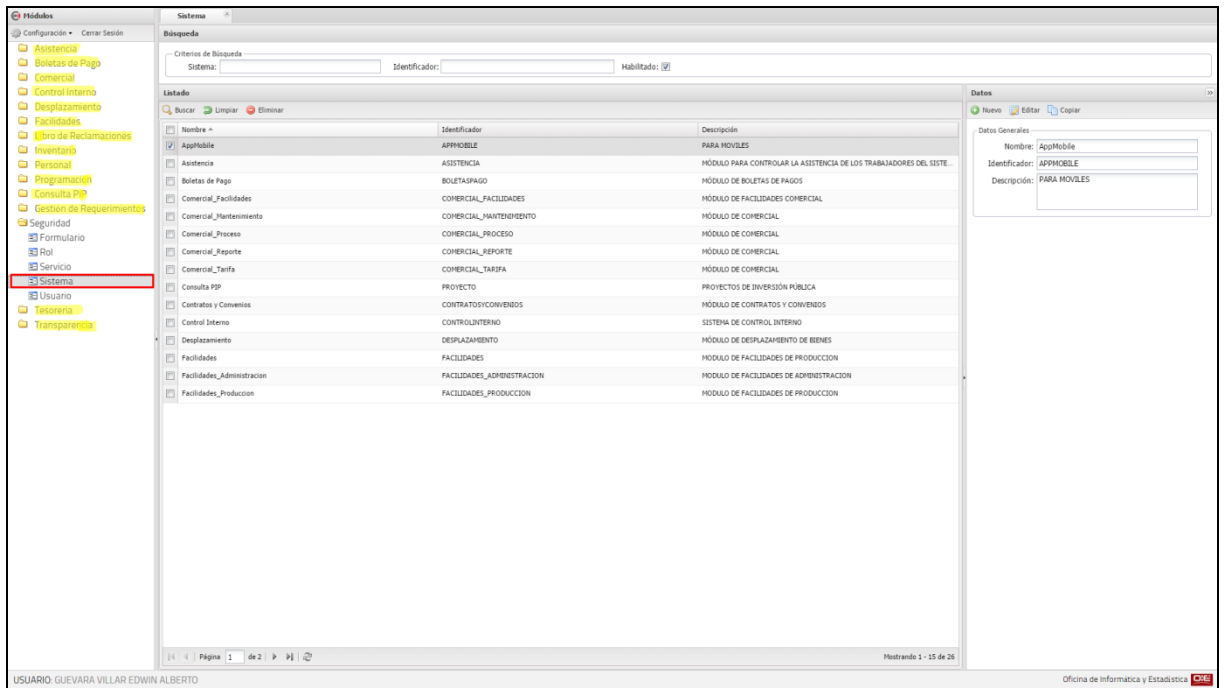 Módulos
Configuración Cerrar Sesión
Asistencia
Boletas de Pago
Comercial
Control Interno
Desplazamiento
Facilidades
Libro de Reclamaciones
Inventario
Personal
Programacion
Consulta PIP
Gestion de Requerimientos
Seguridad
Formulario
Rol
Servicio
Sistema
Usuario
Tesoreria
Transparencia
Sistema
Búsqueda
Criterios de Búsqueda
Sistema: Identificador: Habilitado:
Listado
Buscar Limpiar Eliminar
Nombre Identificador Descripción
AppMobile APPMOBILE PARA MOVILES
Asistencia ASISTENCIA MÓDULO PARA CONTROLAR LA ASISTENCIA DE LOS TRABAJADORES DEL SISTE...
Boletas de Pago BOLETASPAGO MÓDULO DE BOLETAS DE PAGOS
Comercial_Facilidades COMERCIAL_FACILIDADES MÓDULO DE FACILIDADES COMERCIAL
Comercial_Mantenimiento COMERCIAL_MANTENIMIENTO MÓDULO DE COMERCIAL
Comercial_Proceso COMERCIAL_PROCESO MÓDULO DE COMERCIAL
Comercial_Reporte COMERCIAL_REPORTE MÓDULO DE COMERCIAL
Comercial_Tarifa COMERCIAL_TARIFA MÓDULO DE COMERCIAL
Consulta PIP PROYECTO PROYECTOS DE INVERSIÓN PÚBLICA
Contratos y Convenios CONTRATOSYCONVENIOS MÓDULO DE CONTRATOS Y CONVENIOS
Control Interno CONTROLINTERNO SISTEMA DE CONTROL INTERNO
Desplazamiento DESPLAZAMIENTO MÓDULO DE DESPLAZAMIENTO DE BIENES
Facilidades FACILIDADES MODULO DE FACILIDADES DE PRODUCCION
Facilidades_Administracion FACILIDADES_ADMINISTRACION MODULO DE FACILIDADES DE ADMINISTRACION
Facilidades_Produccion FACILIDADES_PRODUCCION MODULO DE FACILIDADES DE PRODUCCION
Página 1 de 2 Mostrando 1 - 15 de 26
Datos
Nuevo Editar Copiar
Datos Generales
Nombre: AppMobile
Identificador: APPMOBILE
Descripción: PARA MOVILES
USUARIO: GUEVARA VILLAR EDWIN ALBERTO
Oficina de Informática y Estadística